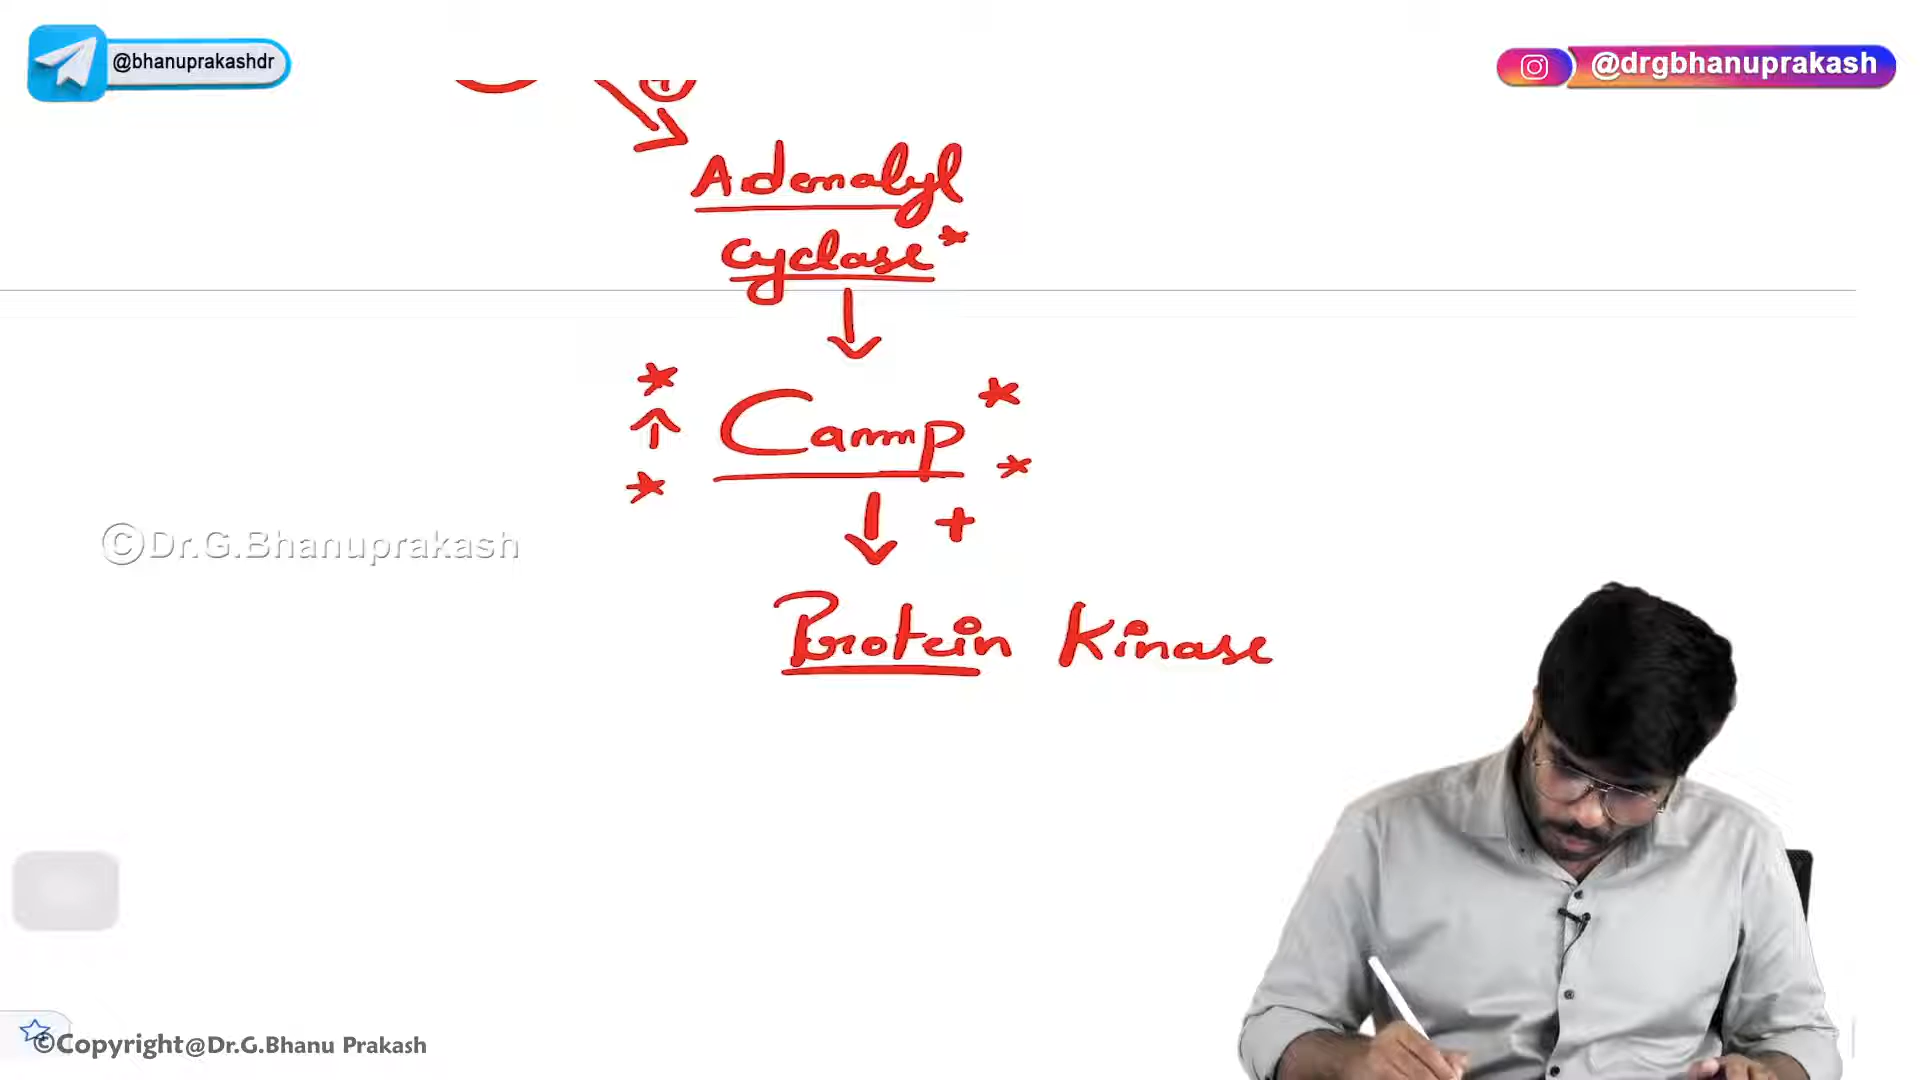 @bhanuprakashdr
@drgbhanuprakash
Adenalyl
cyclase*
* ↑ * Camp * *
+
Protein Kinase
©Dr.G.Bhanuprakash
©Copyright@Dr.G.Bhanu Prakash